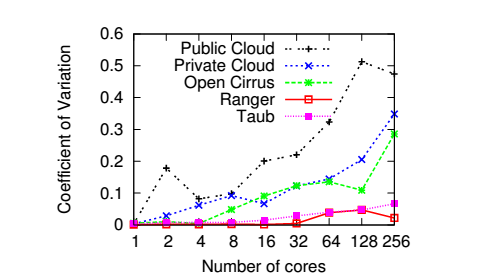 0.6
0.5
0.4
0.3
0.2
0.1
0
Coefficient of Variation
Public Cloud
Private Cloud
Open Cirrus
Ranger
Taub
1 2 4 8 16 32 64 128 256
Number of cores